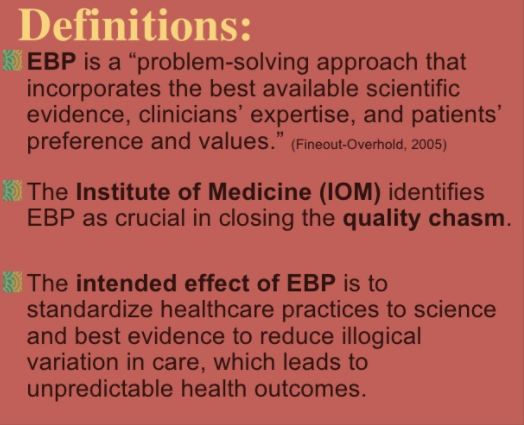 Definitions:
EBP is a “problem-solving approach that
incorporates the best available scientific
evidence, clinicians’ expertise, and patients’
preference and values.” (Fineout-Overhold, 2005)
The Institute of Medicine (IOM) identifies
EBP as crucial in closing the quality chasm.
The intended effect of EBP is to
standardize healthcare practices to science
and best evidence to reduce illogical
variation in care, which leads to
unpredictable health outcomes.